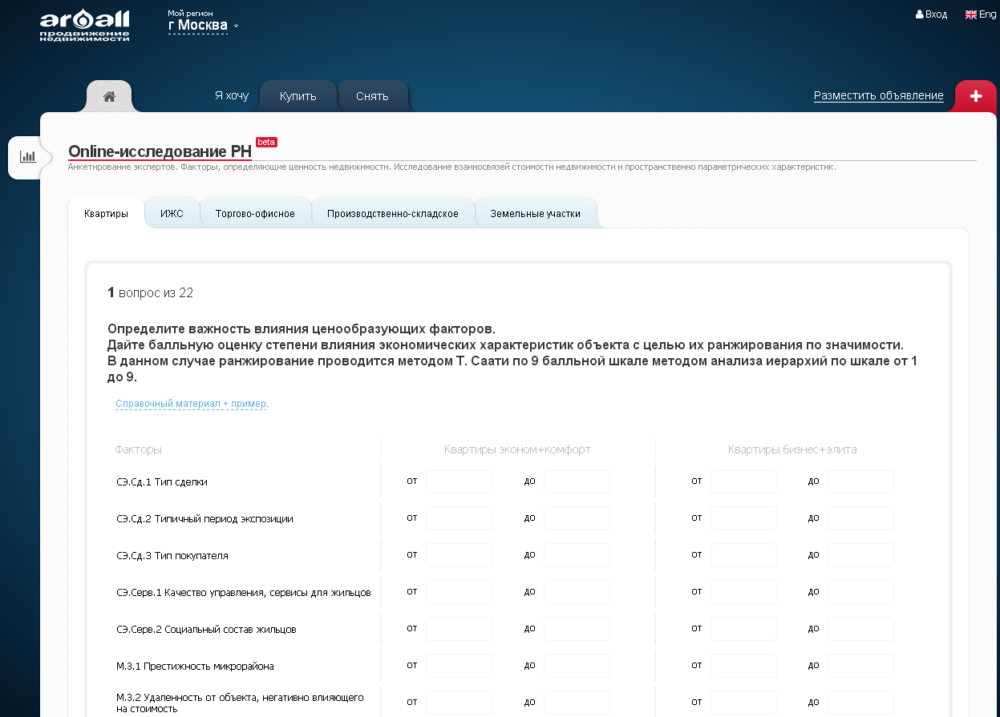 aroall
продвижение
недвижимости
Мой регион
г Москва
Вход
Eng
Я хочу
Купить
Снять
Разместить объявление
Online-исследование РН beta
Анкетирование экспертов. Факторы, определяющие ценность недвижимости. Исследование взаимосвязей стоимости недвижимости и пространственно параметрических характеристик.
Квартиры
ИЖС
Торгово-офисное
Производственно-складское
Земельные участки
1 вопрос из 22
Определите важность влияния ценообразующих факторов.
Дайте балльную оценку степени влияния экономических характеристик объекта с целью их ранжирования по значимости.
В данном случае ранжирование проводится методом Т. Саати по 9 балльной шкале методом анализа иерархий по шкале от 1
до 9.
Справочный материал + пример.
Факторы Квартиры эконом+комфорт Квартиры бизнес+элита
СЭ.Сд.1 Тип сделки от до от до
СЭ.Сд.2 Типичный период экспозиции от до от до
СЭ.Сд.3 Тип покупателя от до от до
СЭ.Серв.1 Качество управления, сервисы для жильцов от до от до
СЭ.Серв.2 Социальный состав жильцов от до от до
М.3.1 Престижность микрорайона от до от до
М.3.2 Удаленность от объекта, негативно влияющего
на стоимость от до от до